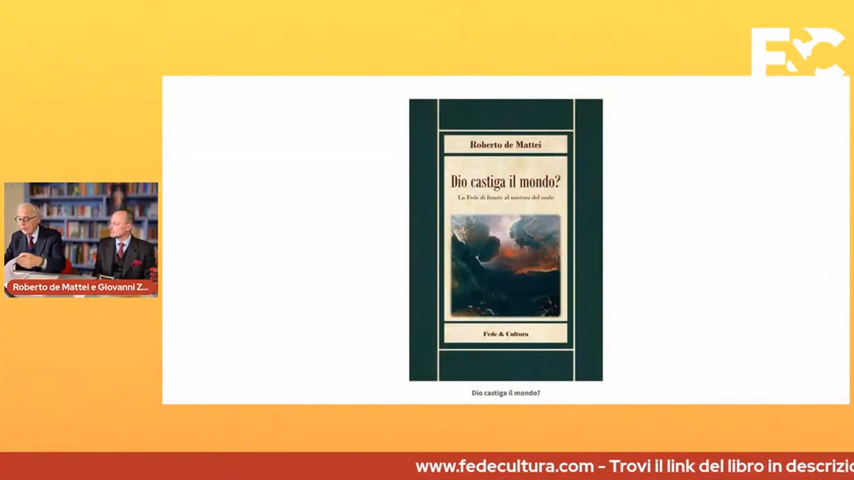 F&C
Roberto de Mattei
Dio castiga il mondo?
La Fede di fronte al mistero del male
Fede & Cultura
Roberto de Mattei e Giovanni Z...
Dio castiga il mondo?
www.fedecultura.com - Trovi il link del libro in descrizio